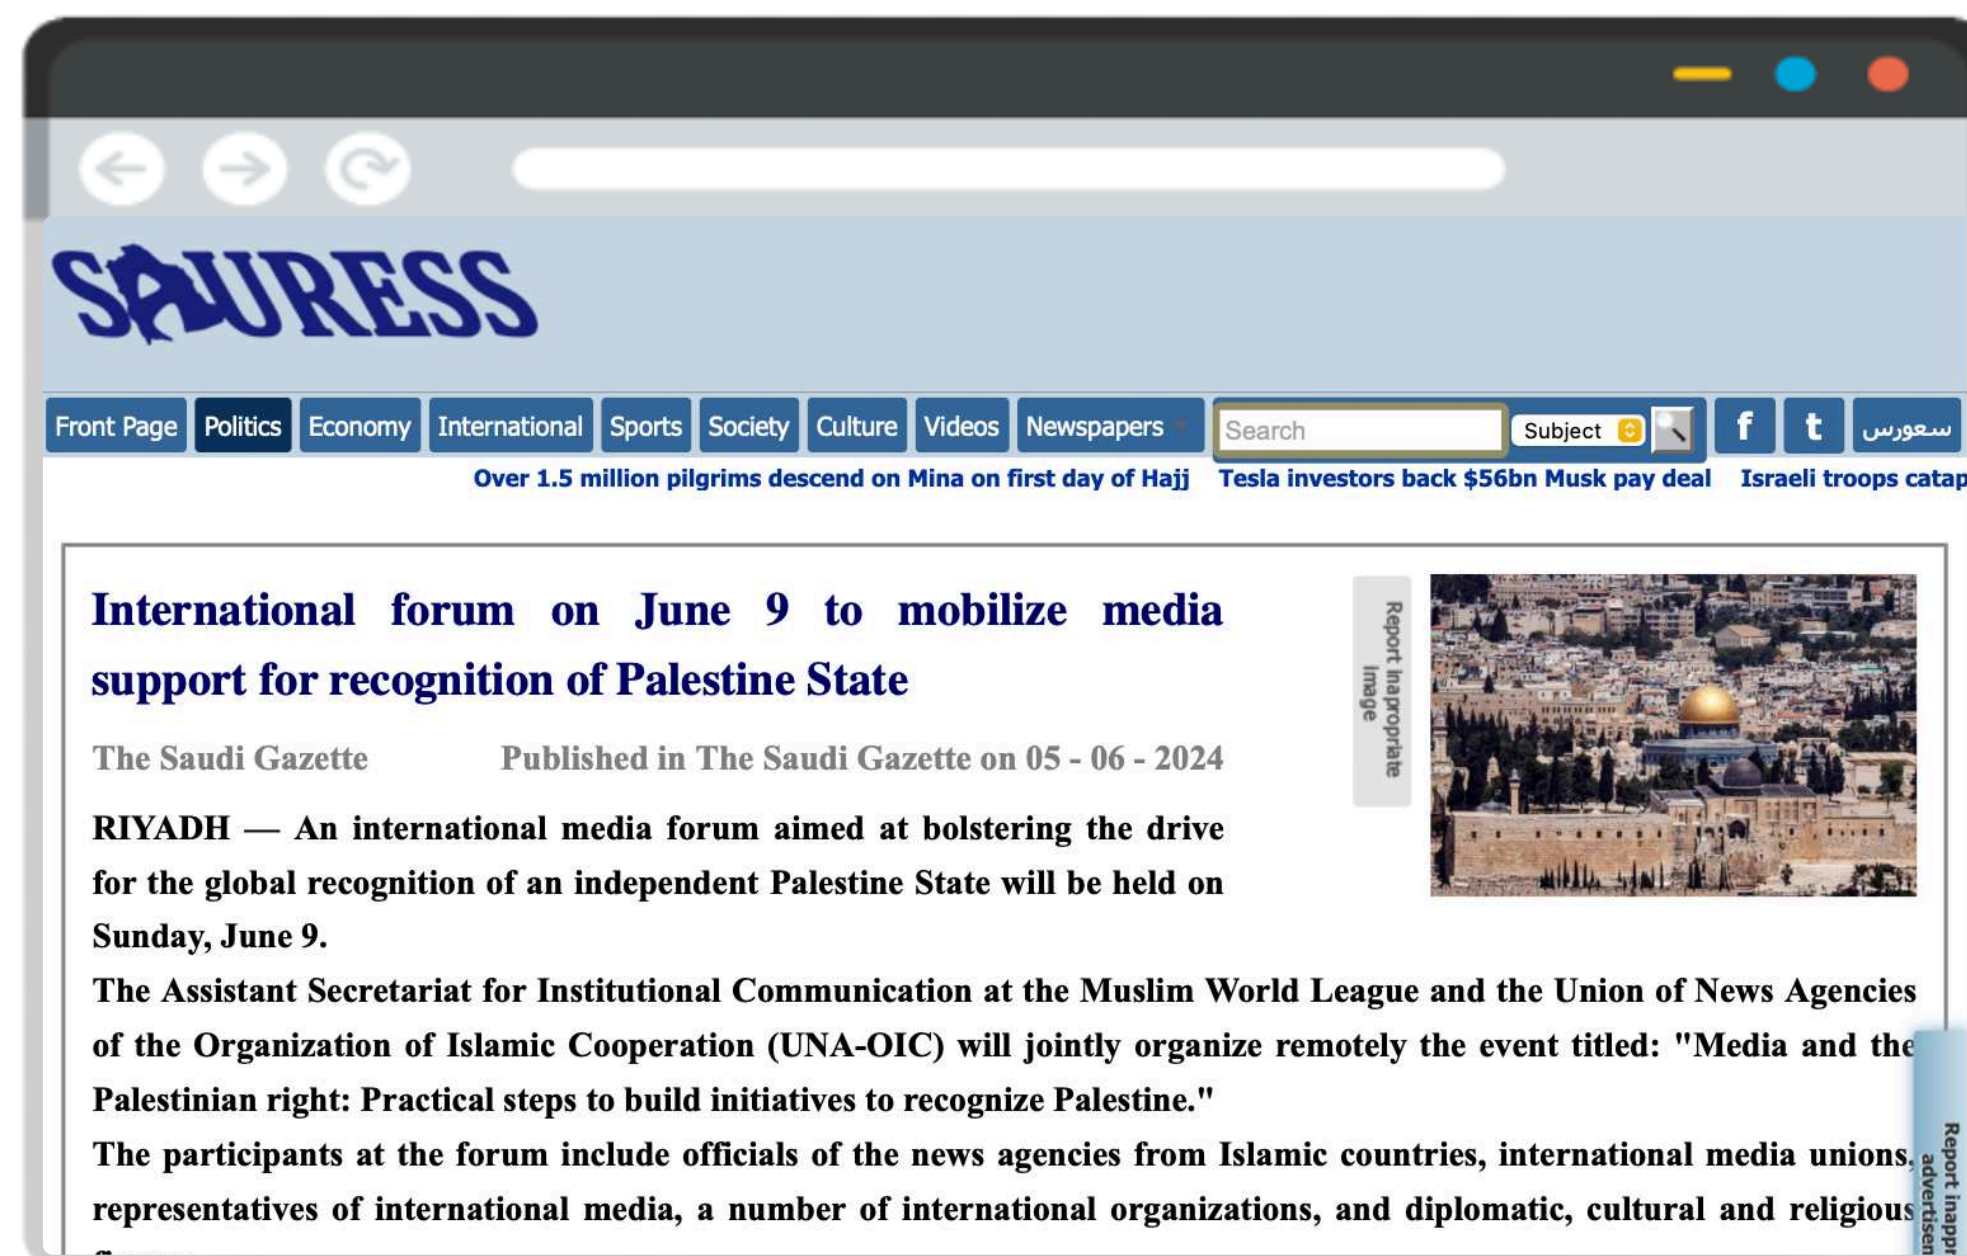 SAURESS
Front Page Politics Economy International Sports Society Culture Videos Newspapers Search Subject f t سعورس
Over 1.5 million pilgrims descend on Mina on first day of Hajj Tesla investors back $56bn Musk pay deal Israeli troops catap
International forum on June 9 to mobilize media
support for recognition of Palestine State
Report Inapropriate
Image
The Saudi Gazette Published in The Saudi Gazette on 05 - 06 - 2024
RIYADH — An international media forum aimed at bolstering the drive
for the global recognition of an independent Palestine State will be held on
Sunday, June 9.
The Assistant Secretariat for Institutional Communication at the Muslim World League and the Union of News Agencies
of the Organization of Islamic Cooperation (UNA-OIC) will jointly organize remotely the event titled: "Media and the
Palestinian right: Practical steps to build initiatives to recognize Palestine."
The participants at the forum include officials of the news agencies from Islamic countries, international media unions,
representatives of international media, a number of international organizations, and diplomatic, cultural and religious
Report inappr
advertisen